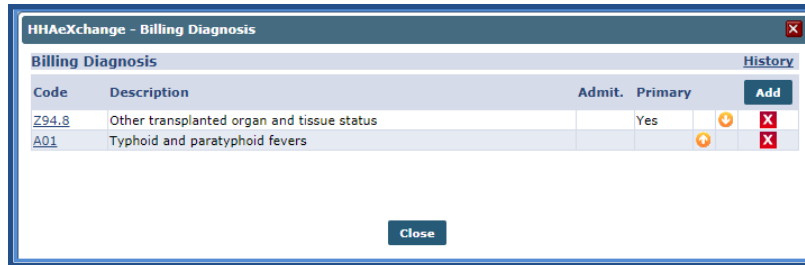 HHAeXchange - Billing Diagnosis X
Billing Diagnosis History
Code Description Admit. Primary Add
Z94.8 Other transplanted organ and tissue status Yes X
A01 Typhoid and paratyphoid fevers X
Close